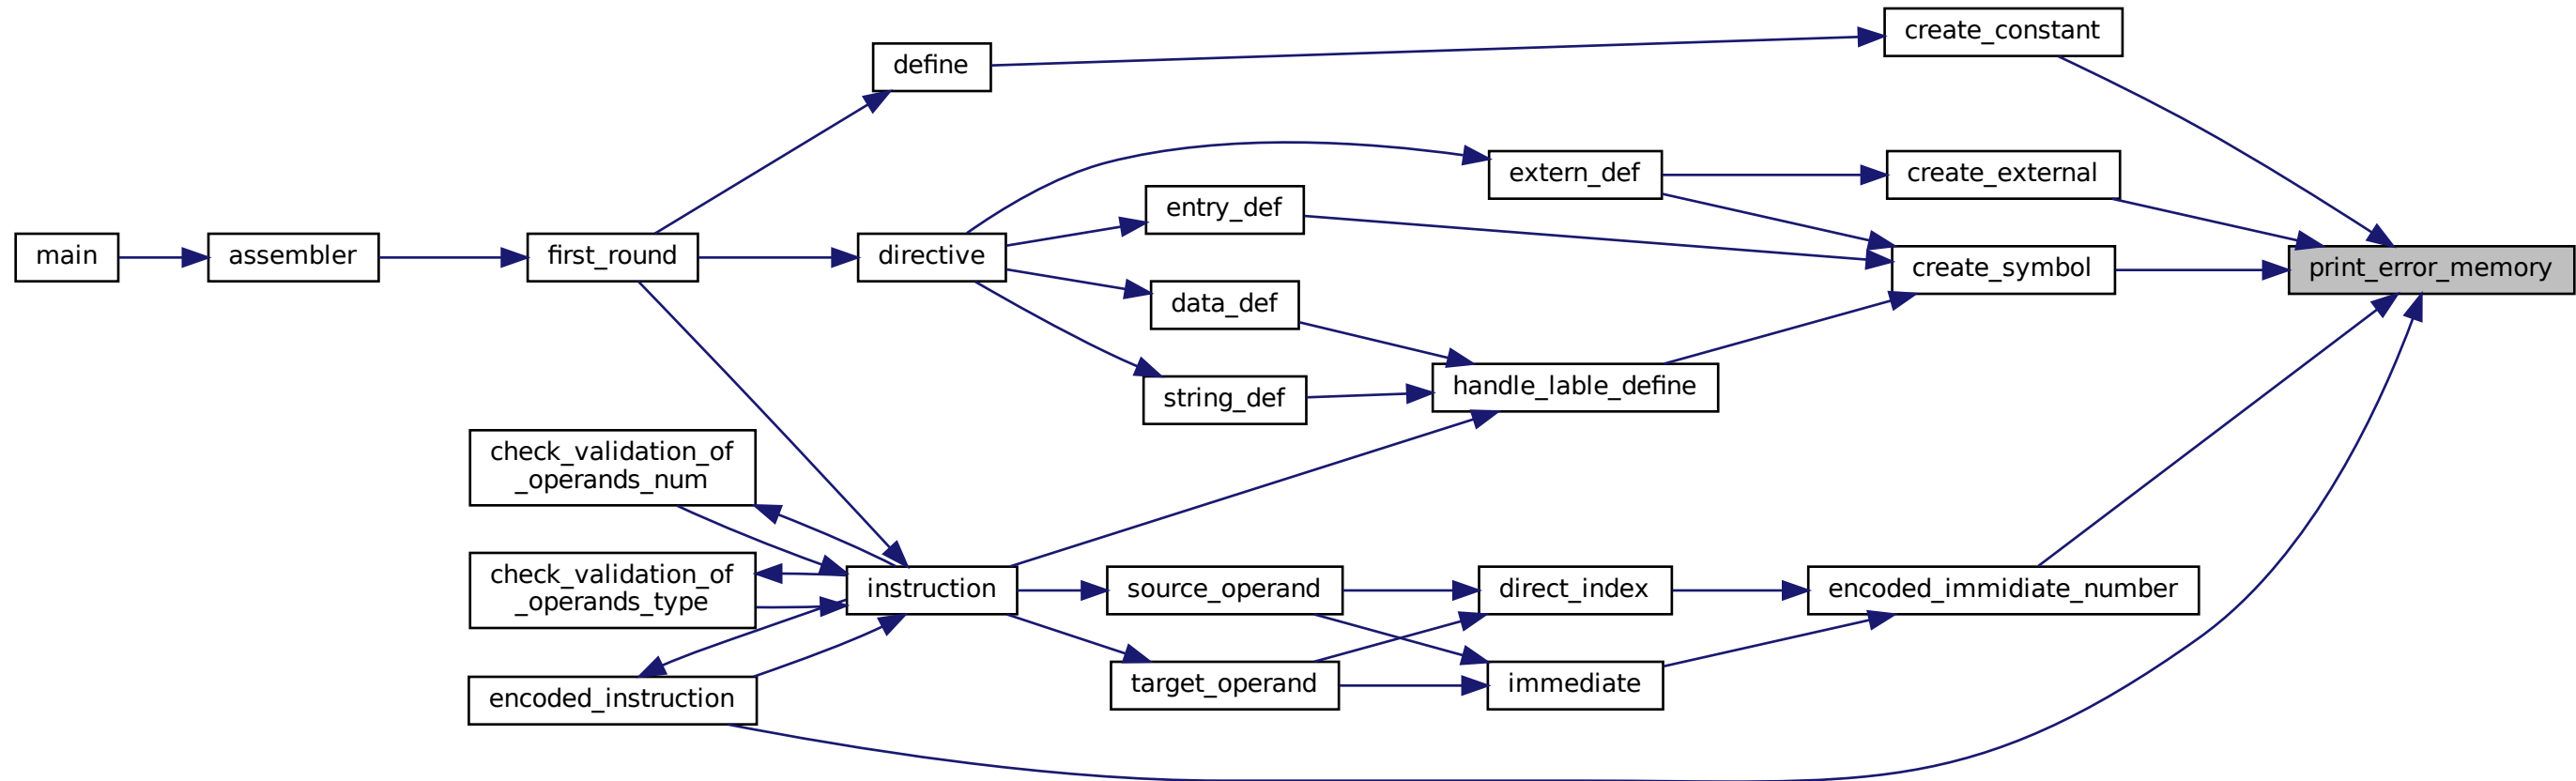 create_constant
define
extern_def
create_external
entry_def
main
assembler
first_round
directive
create_symbol
print_error_memory
data_def
string_def
handle_lable_define
check_validation_of
_operands_num
check_validation_of
_operands_type
instruction
source_operand
direct_index
encoded_immidiate_number
encoded_instruction
target_operand
immediate